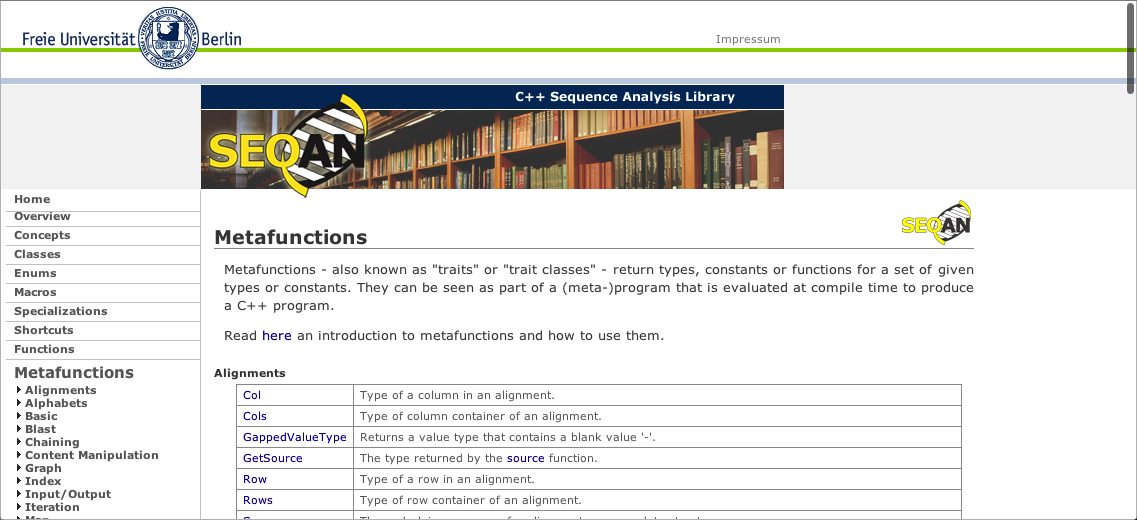 Freie Universität Berlin
Impressum
C++ Sequence Analysis Library
SEQAN
Home
Overview
Concepts
Classes
Enums
Macros
Specializations
Shortcuts
Functions
Metafunctions
Alignments
Alphabets
Basic
Blast
Chaining
Content Manipulation
Graph
Index
Input/Output
Iteration
SEQAN
Metafunctions
Metafunctions - also known as "traits" or "trait classes" - return types, constants or functions for a set of given
types or constants. They can be seen as part of a (meta-)program that is evaluated at compile time to produce
a C++ program.
Read here an introduction to metafunctions and how to use them.
Alignments
Col Type of a column in an alignment.
Cols Type of column container of an alignment.
GappedValueType Returns a value type that contains a blank value '-'.
GetSource The type returned by the source function.
Row Type of a row in an alignment.
Rows Type of row container of an alignment.